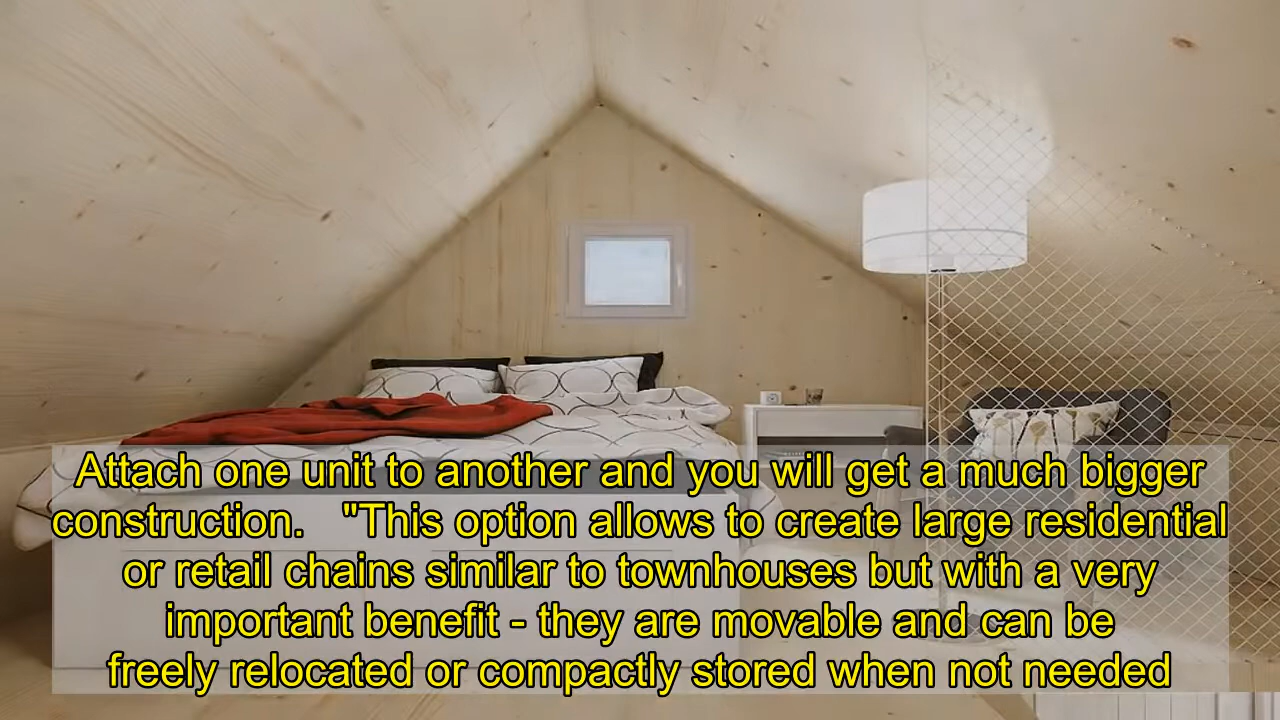 Attach one unit to another and you will get a much bigger
construction.   "This option allows to create large residential
or retail chains similar to townhouses but with a very
important benefit - they are movable and can be
freely relocated or compactly stored when not needed